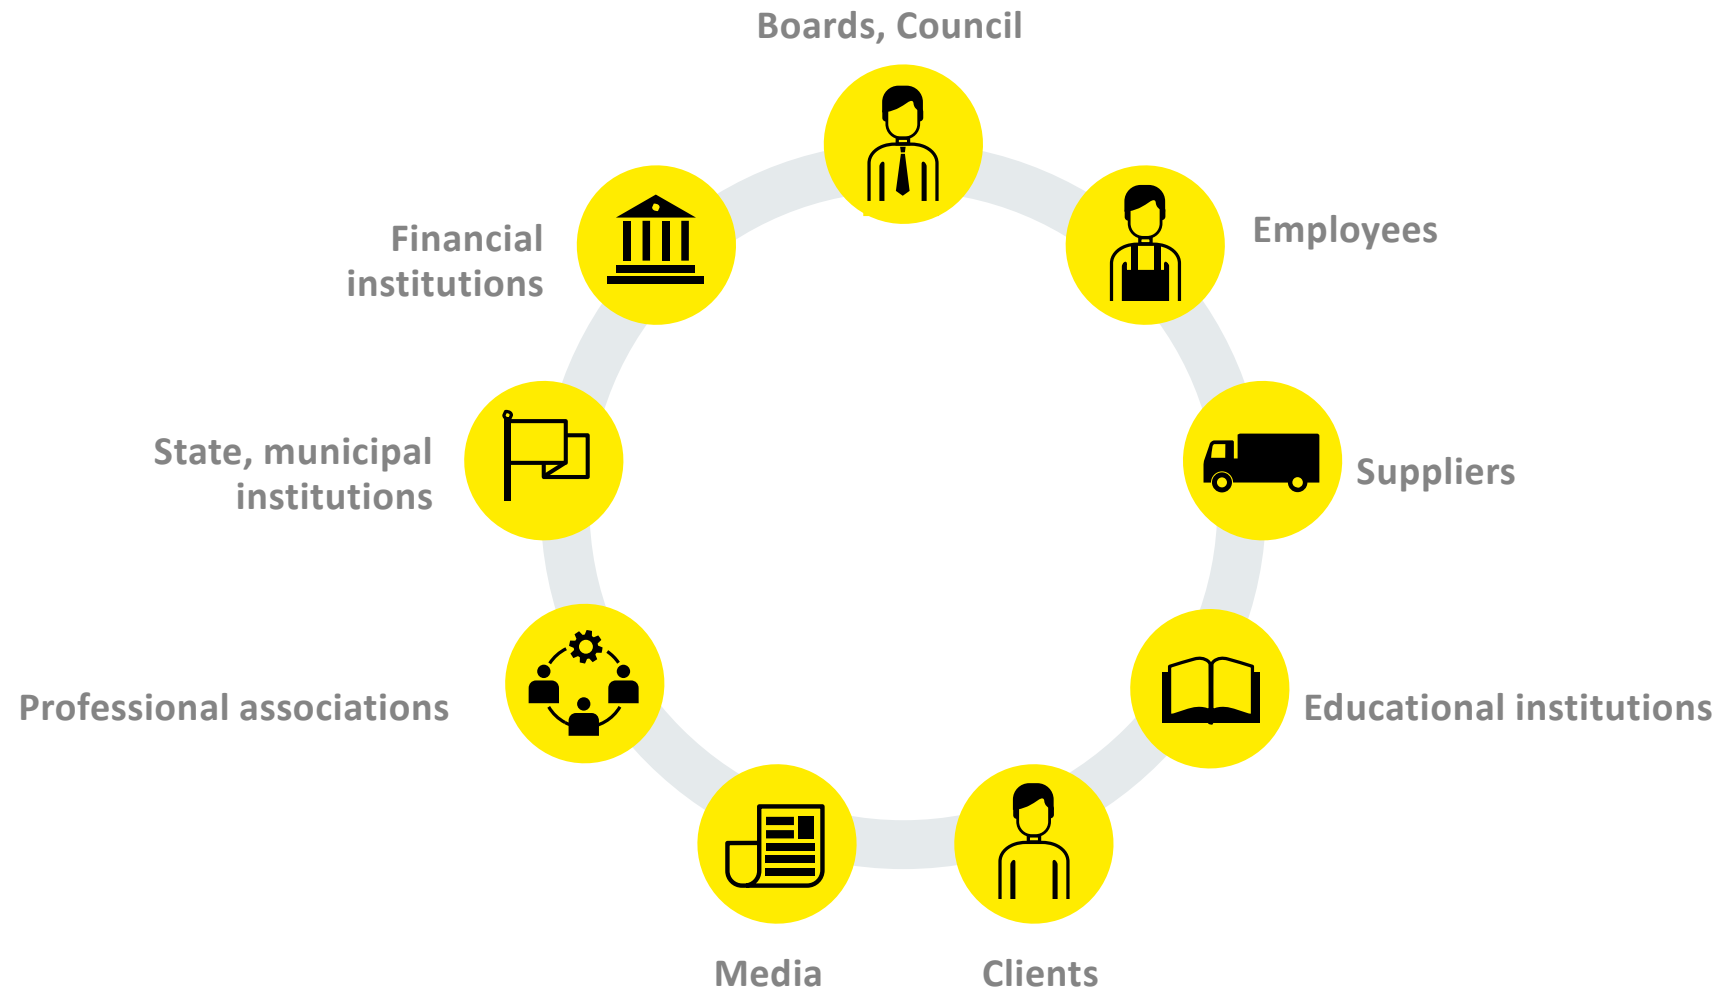 Boards, Council
Employees
Financial
institutions
State, municipal
institutions
Suppliers
Professional associations
Educational institutions
Media
Clients